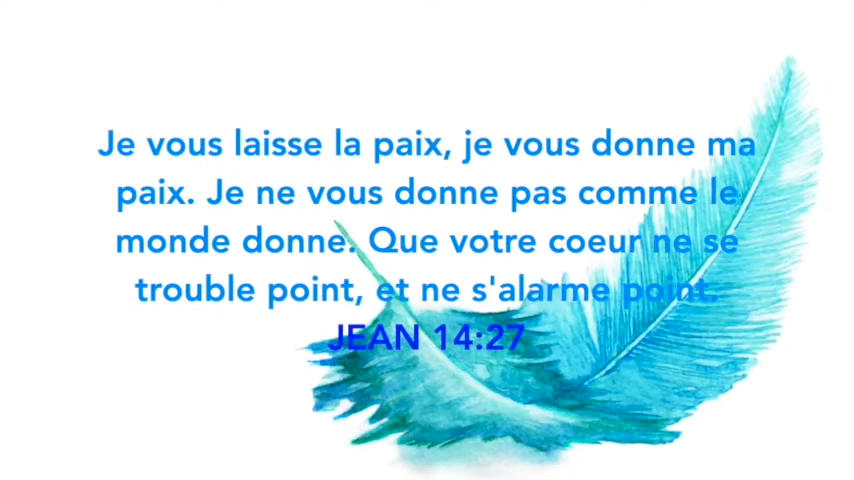 Je vous laisse la paix, je vous donne ma
paix. Je ne vous donne pas comme le
monde donne. Que votre coeur ne se
trouble point, et ne s'alarme point.
JEAN 14:27